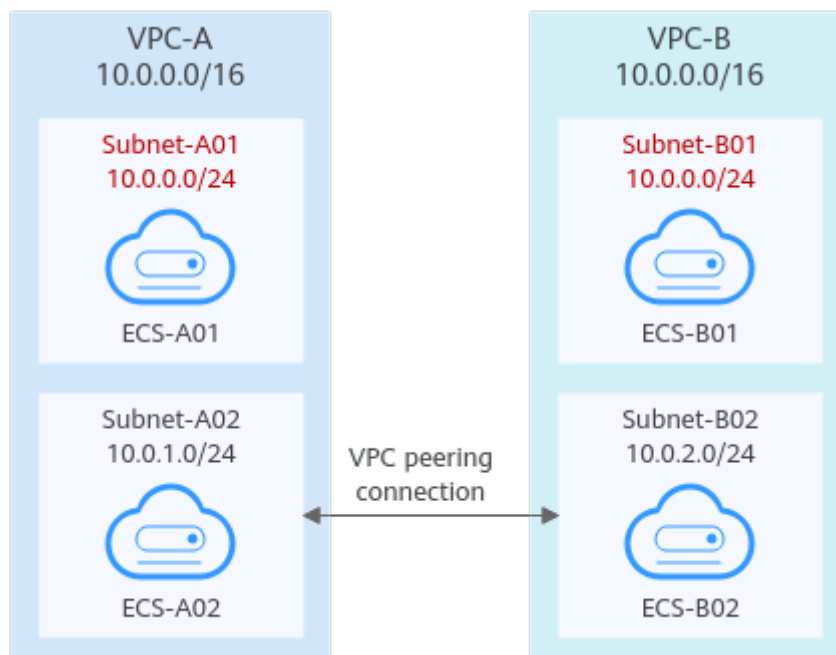 VPC-A
10.0.0.0/16
Subnet-A01
10.0.0.0/24
ECS-A01
Subnet-A02
10.0.1.0/24
ECS-A02
VPC peering
connection
VPC-B
10.0.0.0/16
Subnet-B01
10.0.0.0/24
ECS-B01
Subnet-B02
10.0.2.0/24
ECS-B02